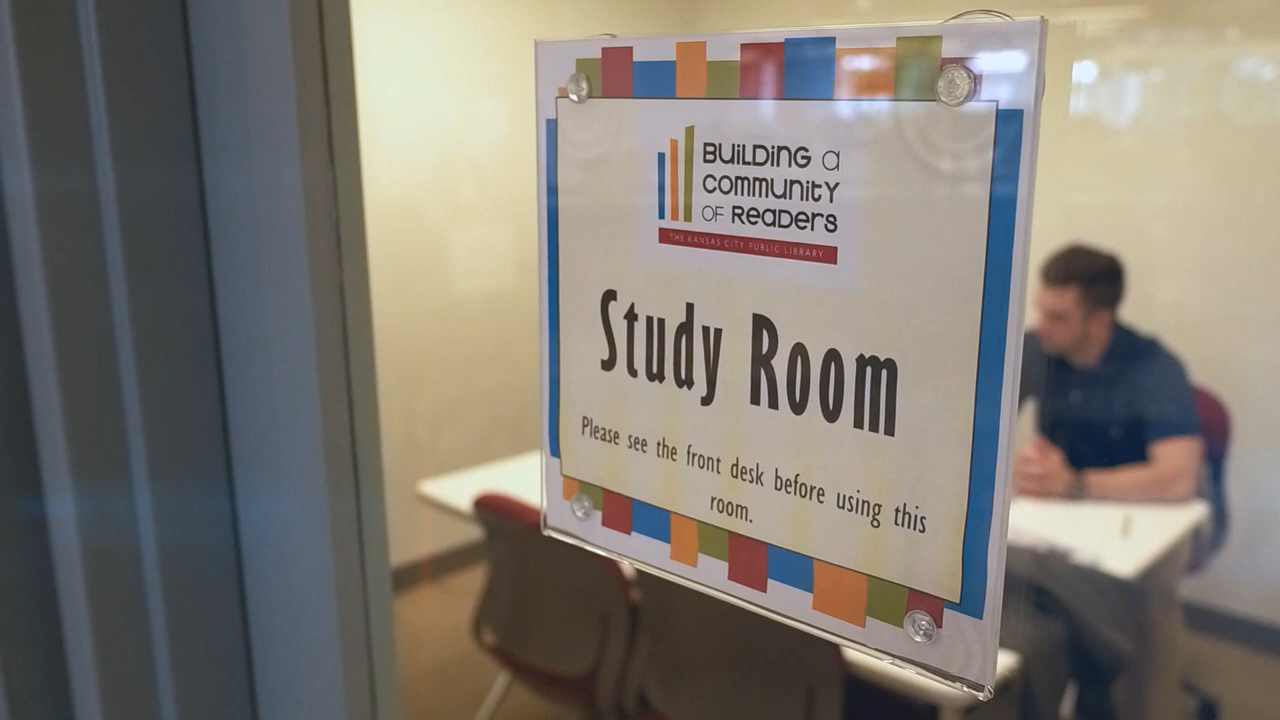 BUILDING a
COMMUNITY
OF READERS
THE KANSAS CITY PUBLIC LIBRARY
Study Room
Please see the front desk before using this
room.